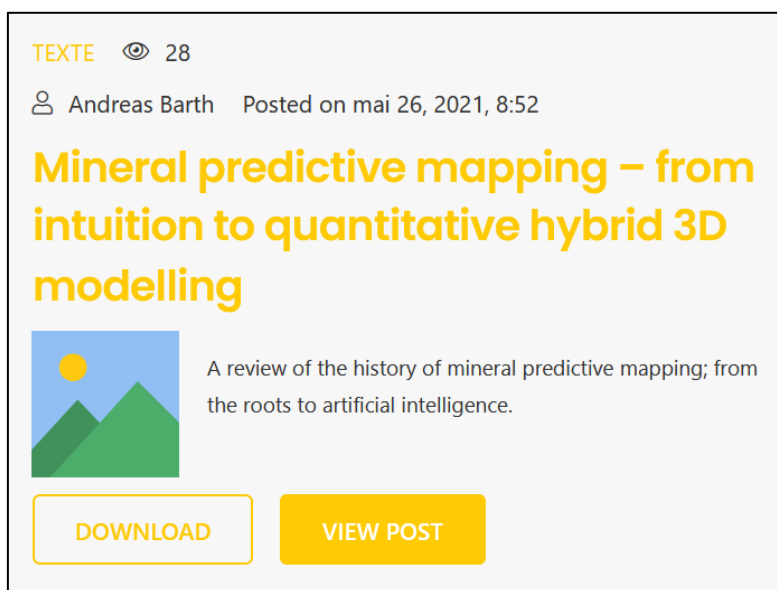 TEXTE 28
Andreas Barth Posted on mai 26, 2021, 8:52
Mineral predictive mapping – from
intuition to quantitative hybrid 3D
modelling
A review of the history of mineral predictive mapping; from
the roots to artificial intelligence.
DOWNLOAD VIEW POST